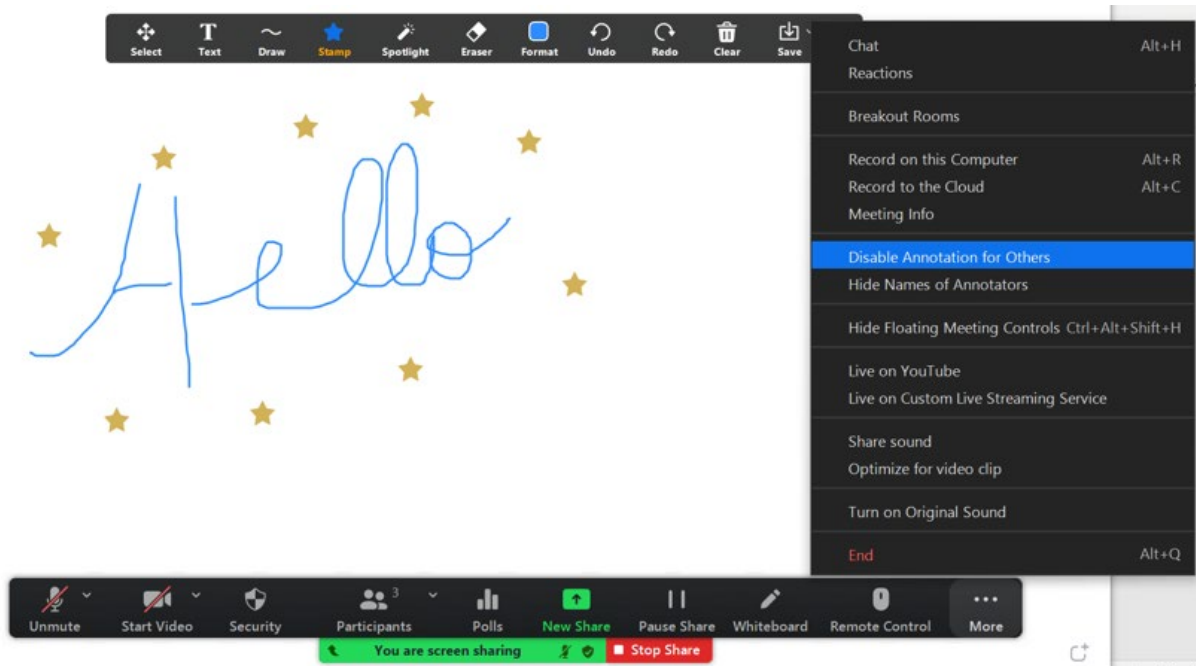 Select Text Draw Stamp Spotlight Eraser Format Undo Redo Clear Save
Hello
Chat Alt+H
Reactions
Breakout Rooms
Record on this Computer Alt+R
Record to the Cloud Alt+C
Meeting Info
Disable Annotation for Others
Hide Names of Annotators
Hide Floating Meeting Controls Ctrl+Alt+Shift+H
Live on YouTube
Live on Custom Live Streaming Service
Share sound
Optimize for video clip
Turn on Original Sound
End Alt+Q
3
Unmute Start Video Security Participants Polls New Share Pause Share Whiteboard Remote Control More
You are screen sharing Stop Share